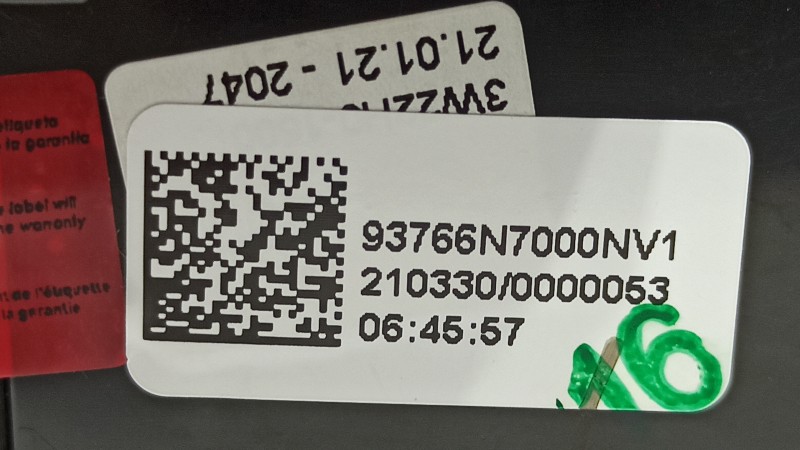 21.01.21 - 2047
etiqueta
la garantia
label will
warranty
de l'étiquette
la garantie
93766N7000NV1
210330/0000053
06:45:57
16